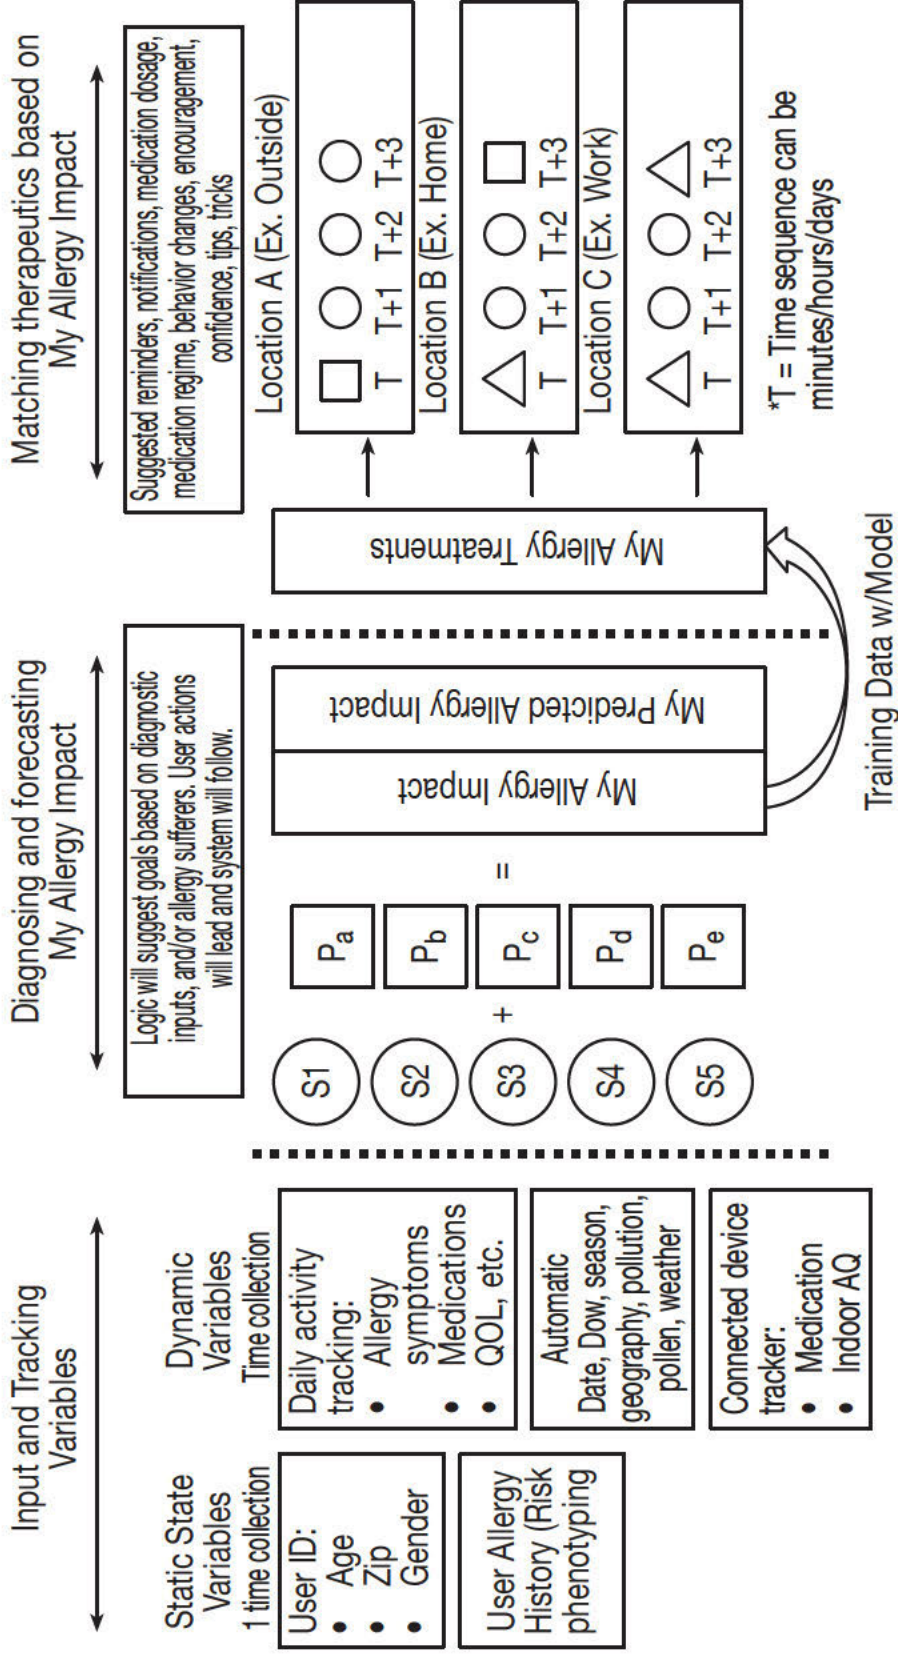 Input and Tracking
Variables
Static State
Variables
1 time collection
User ID:
• Age
• Zip
• Gender
User Allergy
History (Risk
phenotyping
Dynamic
Variables
Time collection
Daily activity
tracking:
• Allergy
symptoms
• Medications
• QOL, etc.
Automatic
Date, Dow, season,
geography, pollution,
pollen, weather
Connected device
tracker:
• Medication
• Indoor AQ
Diagnosing and forecasting
My Allergy Impact
Logic will suggest goals based on diagnostic
inputs, and/or allergy sufferers. User actions
will lead and system will follow.
S1
S2
S3
S4
S5
+
Pa
Pb
Pc
Pd
Pe
=
My Allergy Impact
My Predicted Allergy Impact
Training Data w/Model
Matching therapeutics based on
My Allergy Impact
Suggested reminders, notifications, medication dosage,
medication regime, behavior changes, encouragement,
confidence, tips, tricks
My Allergy Treatments
Location A (Ex. Outside)
T T+1 T+2 T+3
Location B (Ex. Home)
T T+1 T+2 T+3
Location C (Ex. Work)
T T+1 T+2 T+3
*T = Time sequence can be
minutes/hours/days